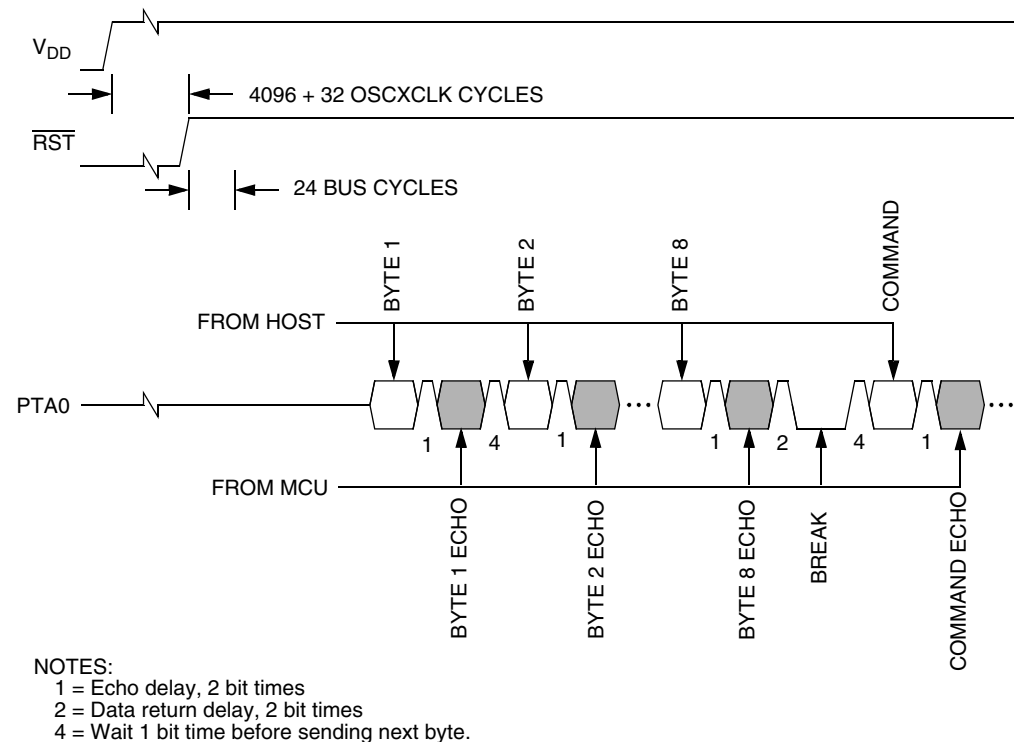 VDD
4096 + 32 OSCXCLK CYCLES
RST
24 BUS CYCLES
BYTE 1
BYTE 2
BYTE 8
COMMAND
FROM HOST
PTA0
1
4
1
1
2
4
1
FROM MCU
BYTE 1 ECHO
BYTE 2 ECHO
BYTE 8 ECHO
BREAK
COMMAND ECHO
NOTES:
1 = Echo delay, 2 bit times
2 = Data return delay, 2 bit times
4 = Wait 1 bit time before sending next byte.